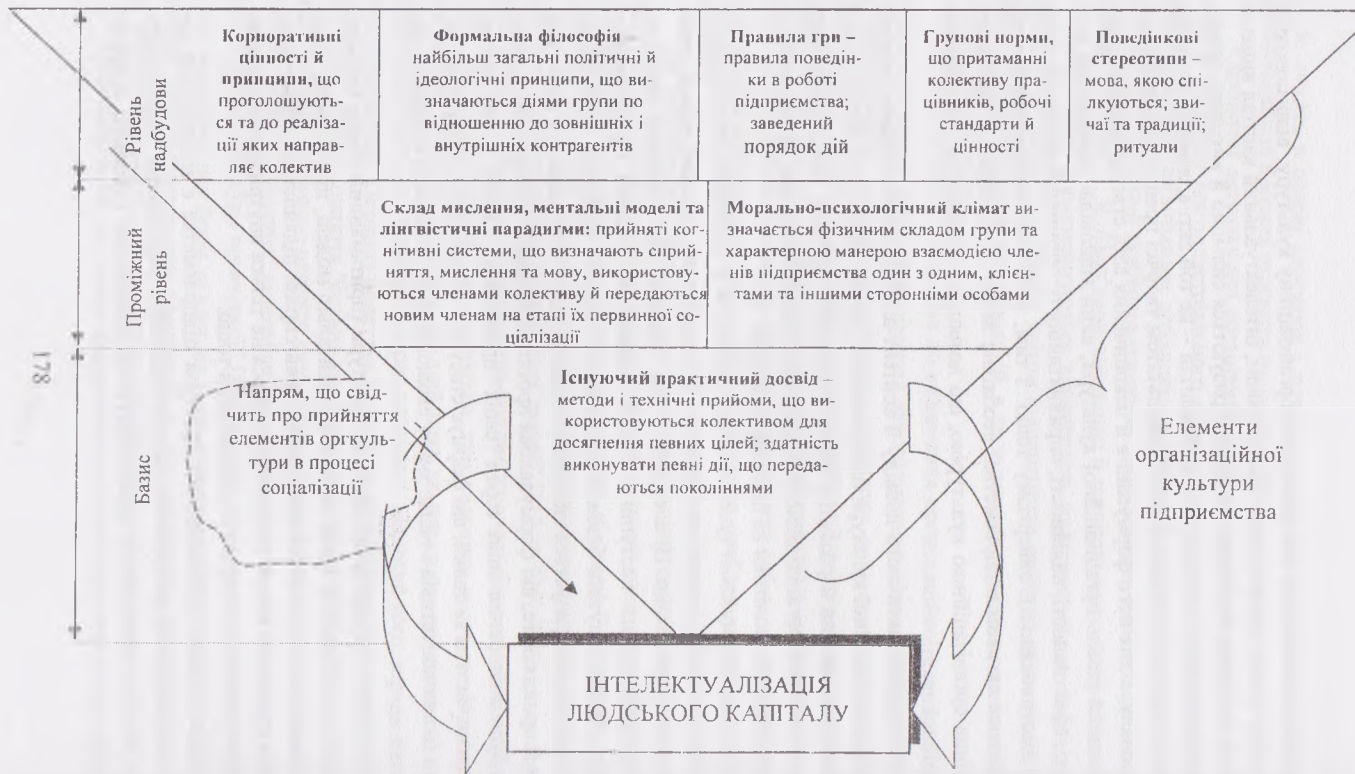 Рівень
надбудови
Корпоративні
цінності й
принципи, що
проголошують-
ся та до реаліза-
ції яких направ-
ляє колектив
Формальна філософія
найбільш загальні політичні й
ідеологічні принципи, що ви-
значаються діями групи по
відношенню до зовнішніх і
внутрішніх контрагентів
Правила гри –
правила поведін-
ки в роботі
підприємства;
заведений
порядок дій
Групові норми,
що притаманні
колективу пра-
цівників, робочі
стандарти й
цінності
Поведінкові
стереотипи –
мова, якою спі-
лкуються; зви-
чаї та традиції;
ритуали
Проміжний
рівень
Склад мислення, ментальні моделі та
лінгвістичні парадигми: прийняті ког-
нітивні системи, що визначають сприй-
няття, мислення та мову, використову-
ються членами колективу й передаються
новим членам на етапі їх первинної со-
ціалізації
Морально-психологічний клімат ви-
значається фізичним складом групи та
характерною манерою взаємодією чле-
нів підприємства один з одним, клієн-
тами та іншими сторонніми особами
178
Базис
Напрям, що свід-
чить про прийняття
елементів оргкуль-
тури в процесі
соціалізації
Існуючий практичний досвід –
методи і технічні прийоми, що ви-
користовуються колективом для
досягнення певних цілей; здатність
виконувати певні дії, що переда-
ються поколіннями
Елементи
організаційної
культури
підприємства
ІНТЕЛЕКТУАЛІЗАЦІЯ
ЛЮДСЬКОГО КАПІТАЛУ